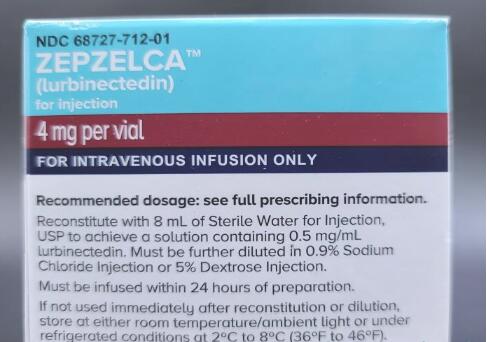 NDC 68727-712-01
ZEPZELCA™
(lurbinectedin)
for injection
4 mg per vial
FOR INTRAVENOUS INFUSION ONLY
Recommended dosage: see full prescribing information.
Reconstitute with 8 mL of Sterile Water for Injection,
USP to achieve a solution containing 0.5 mg/mL
lurbinectedin. Must be further diluted in 0.9% Sodium
Chloride Injection or 5% Dextrose Injection.
Must be infused within 24 hours of preparation.
If not used immediately after reconstitution or dilution,
store at either room temperature/ambient light or under
refrigerated conditions at 2°C to 8°C (36°F to 46°F).